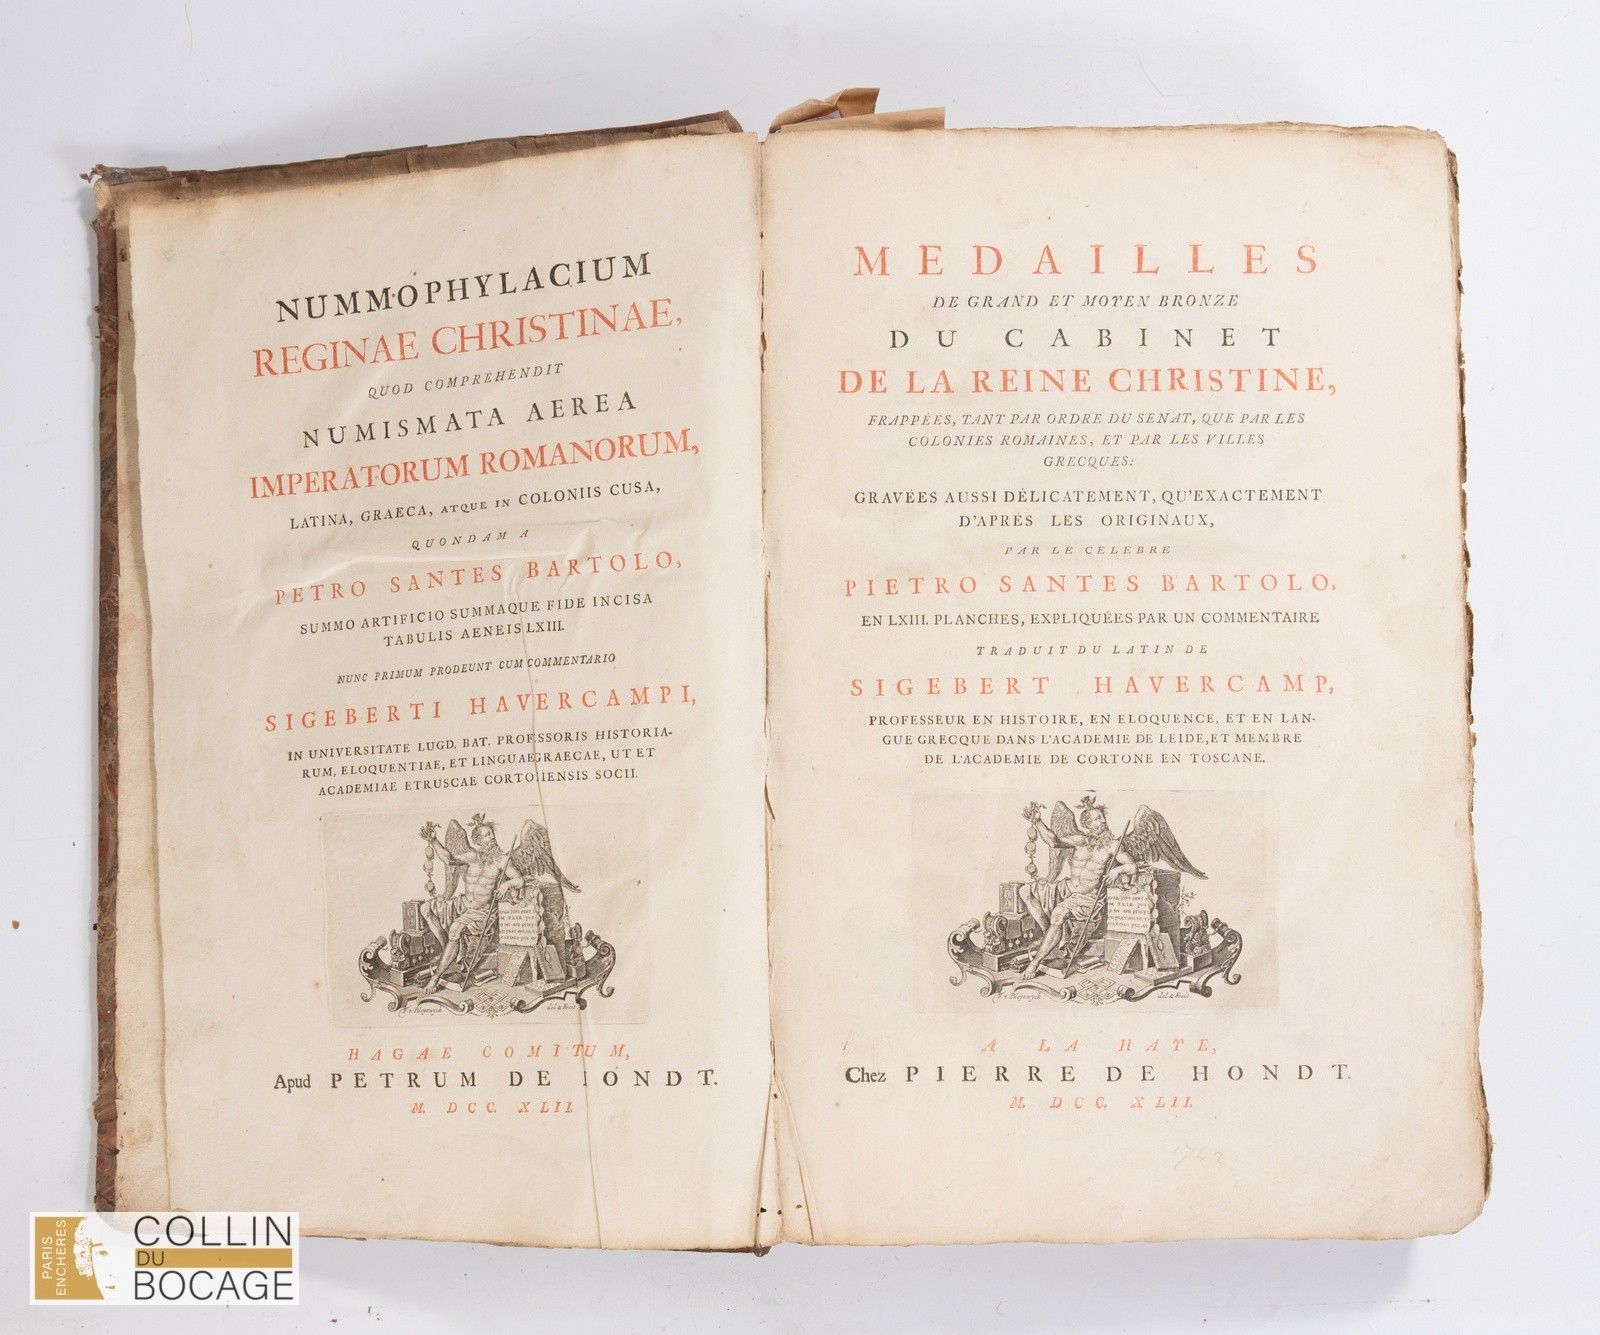 NUMMOPHYLACIUM
REGINAE CHRISTINAE,
QUOD COMPREHENDIT
NUMISMATA AEREA
IMPERATORUM ROMANORUM,
LATINA, GRAECA, ATQUE IN COLONIIS CUSA,
QUONDAM A
PETRO SANTES BARTOLO,
SUMMO ARTIFICIO SUMMAQUE FIDE INCISA
TABULIS AENEIS LXIII.
NUNC PRIMUM PRODEUNT CUM COMMENTARIO
SIGEBERTI HAVERCAMPI,
IN UNIVERSITATE LUGD. BAT. PROFESSORIS HISTORIA-
RUM, ELOQUENTIAE, ET LINGUAE GRAECAE, UT ET
ACADEMIAE ETRUSCAE CORTONENSIS SOCII.
del & Fecit
HAGAE COMITUM,
Apud PETRUM DE HONDT.
M. DCC. XLII.
MEDAILLES
DE GRAND ET MOYEN BRONZE
DU CABINET
DE LA REINE CHRISTINE,
FRAPPÉES, TANT PAR ORDRE DU SENAT, QUE PAR LES
COLONIES ROMAINES, ET PAR LES VILLES
GRECQUES:
GRAVÉES AUSSI DÉLICATEMENT, QU'EXACTEMENT
D'APRÉS LES ORIGINAUX,
PAR LE CELEBRE
PIETRO SANTES BARTOLO,
EN LXIII. PLANCHES, EXPLIQUÉES PAR UN COMMENTAIRE
TRADUIT DU LATIN DE
SIGEBERT HAVERCAMP,
PROFESSEUR EN HISTOIRE, EN ELOQUENCE, ET EN LAN-
GUE GRECQUE DANS L'ACADEMIE DE LEIDE, ET MEMBRE
DE L'ACADEMIE DE CORTONE EN TOSCANE.
del & Fecit
A LA HAYE,
Chez PIERRE DE HONDT.
M. DCC. XLII.
1742
PARIS
ENCHERES
COLLIN
DU
BOCAGE